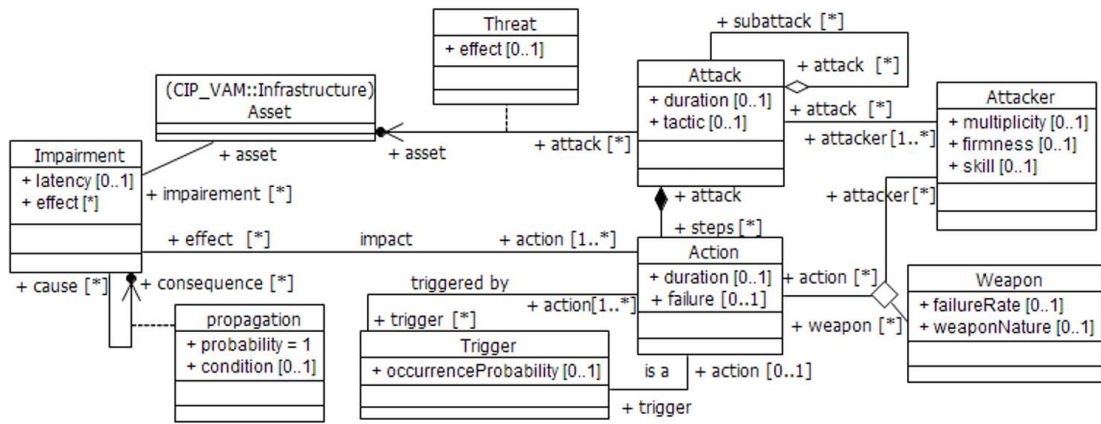 Threat
+ effect [0..1]
+ subattack [*]
+ attack [*]
(CIP_VAM::Infrastructure)
Asset
Attack
+ duration [0..1]
+ tactic [0..1]
+ attack [*]
+ attacker[1..*]
Attacker
+ multiplicity [0..1]
+ firmness [0..1]
+ skill [0..1]
+ asset
+ attack [*]
Impairment
+ latency [0..1]
+ effect [*]
+ asset
+ impairement [*]
+ attack
+ attacker[*]
+ steps [*]
+ effect [*]
impact
+ action [1..*]
Action
+ duration [0..1]
+ failure [0..1]
+ action [*]
+ weapon [*]
Weapon
+ failureRate [0..1]
+ weaponNature [0..1]
+ cause [*]
+ consequence [*]
propagation
+ probability = 1
+ condition [0..1]
triggered by
+ action[1..*]
+ trigger [*]
Trigger
+ occurrenceProbability [0..1]
is a
+ action [0..1]
+ trigger